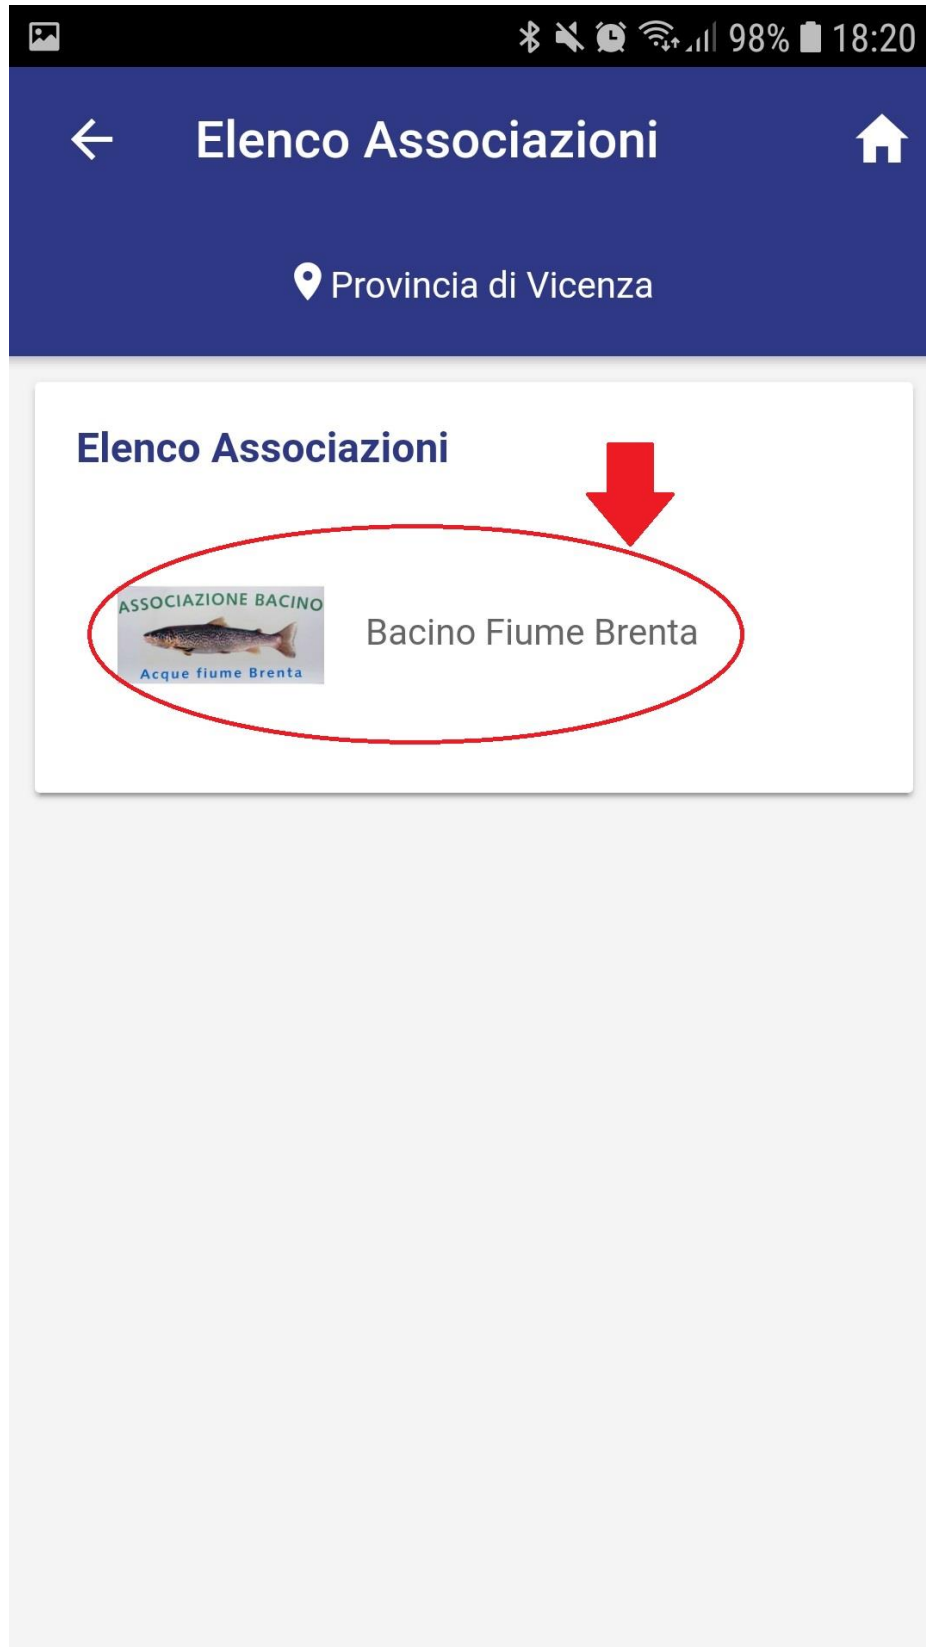 98% 18:20
Elenco Associazioni
Provincia di Vicenza
Elenco Associazioni
ASSOCIAZIONE BACINO
Acque fiume Brenta
Bacino Fiume Brenta